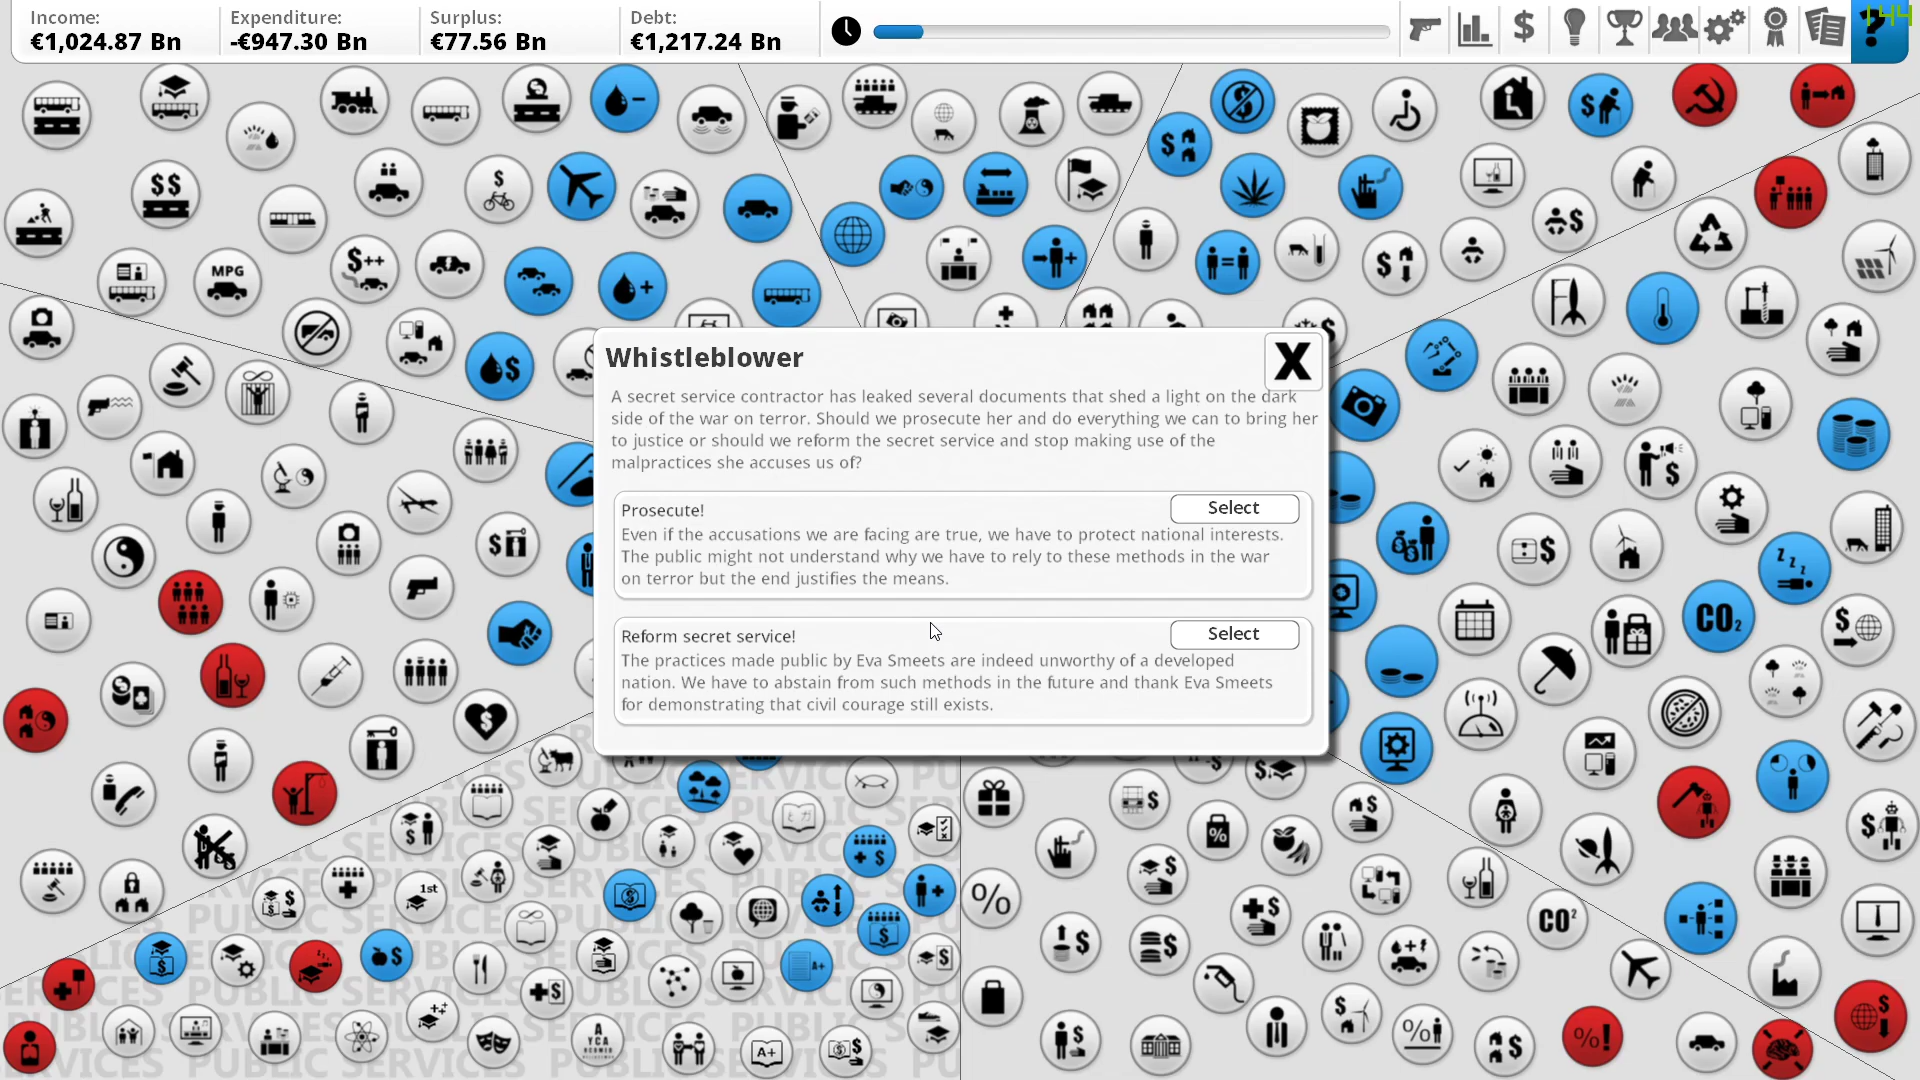 Income:
€1,024.87 Bn
Expenditure:
-€947.30 Bn
Surplus:
€77.56 Bn
Debt:
€1,217.24 Bn
?
144
$
$$
$
MPG
$++
$
$
$
$
$
Whistleblower
X
A secret service contractor has leaked several documents that shed a light on the dark
side of the war on terror. Should we prosecute her and do everything we can to bring her
to justice or should we reform the secret service and stop making use of the
malpractices she accuses us of?
Prosecute!
Select
Even if the accusations we are facing are true, we have to protect national interests.
The public might not understand why we have to rely to these methods in the war
on terror but the end justifies the means.
Reform secret service!
Select
The practices made public by Eva Smeets are indeed unworthy of a developed
nation. We have to abstain from such methods in the future and thank Eva Smeets
for demonstrating that civil courage still exists.
z z z
CO₂
PUBLIC SERVICES
1st
A+
A+
%
%
CO²
%
%!